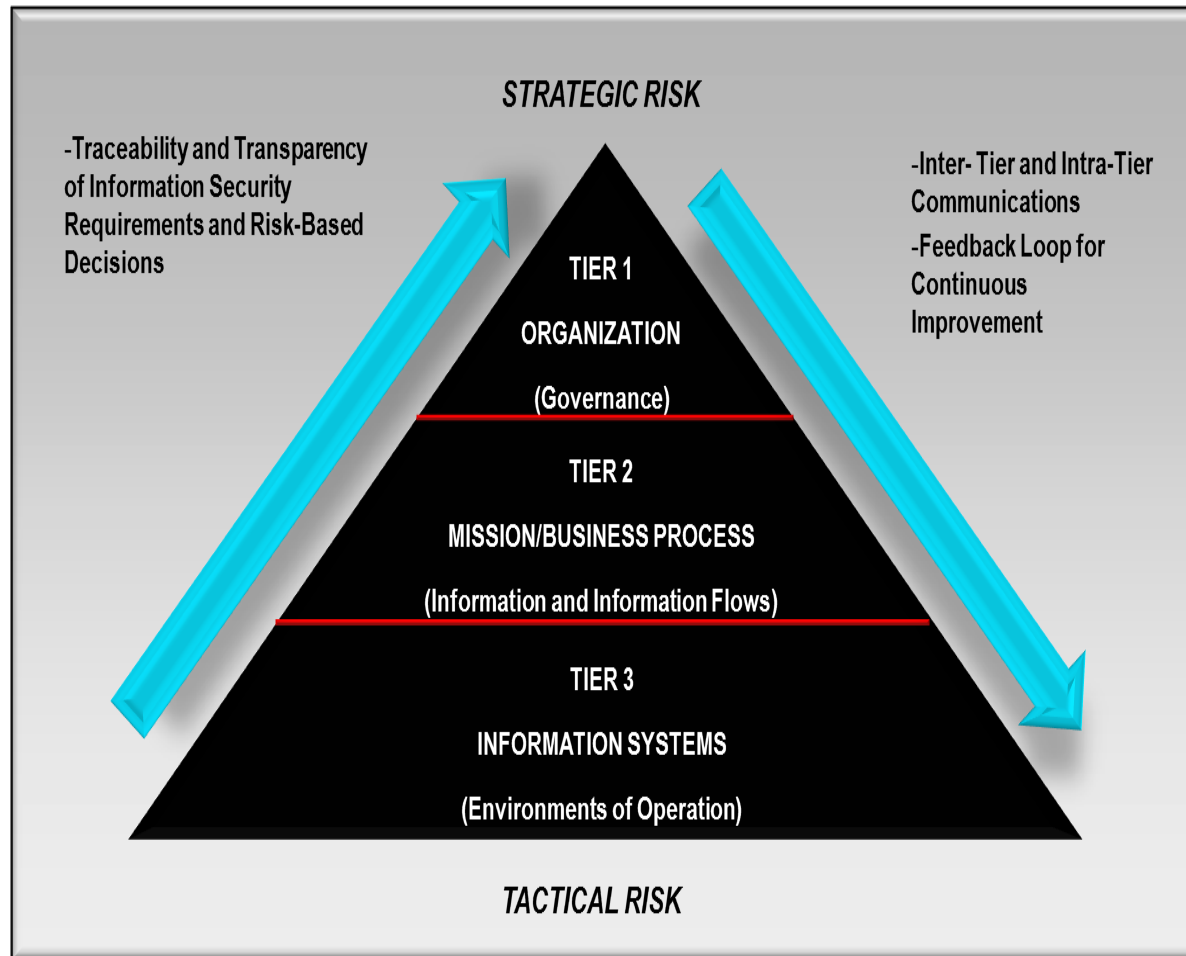 STRATEGIC RISK
-Traceability and Transparency
of Information Security
Requirements and Risk-Based
Decisions
-Inter- Tier and Intra-Tier
Communications
-Feedback Loop for
Continuous
Improvement
TIER 1
ORGANIZATION
(Governance)
TIER 2
MISSION/BUSINESS PROCESS
(Information and Information Flows)
TIER 3
INFORMATION SYSTEMS
(Environments of Operation)
TACTICAL RISK